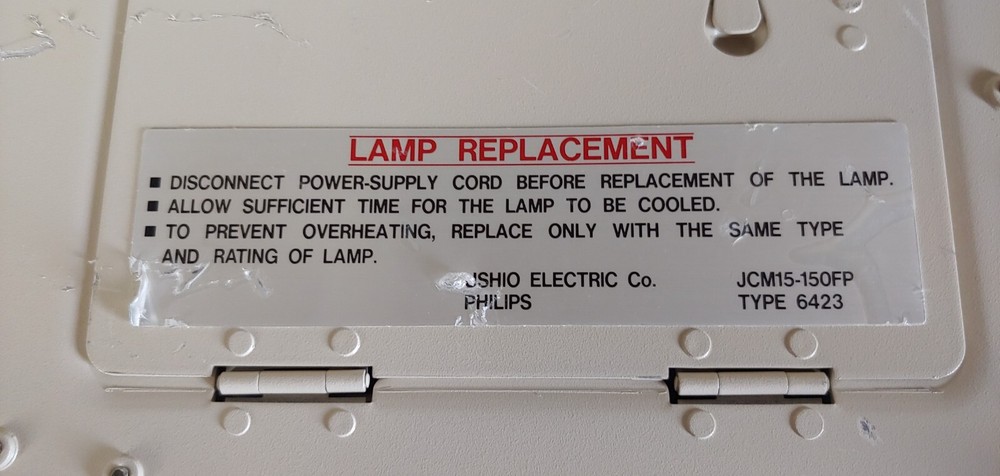 LAMP REPLACEMENT
■ DISCONNECT POWER-SUPPLY CORD BEFORE REPLACEMENT OF THE LAMP.
■ ALLOW SUFFICIENT TIME FOR THE LAMP TO BE COOLED.
■ TO PREVENT OVERHEATING, REPLACE ONLY WITH THE SAME TYPE
AND RATING OF LAMP.
USHIO ELECTRIC Co. JCM15-150FP
PHILIPS TYPE 6423